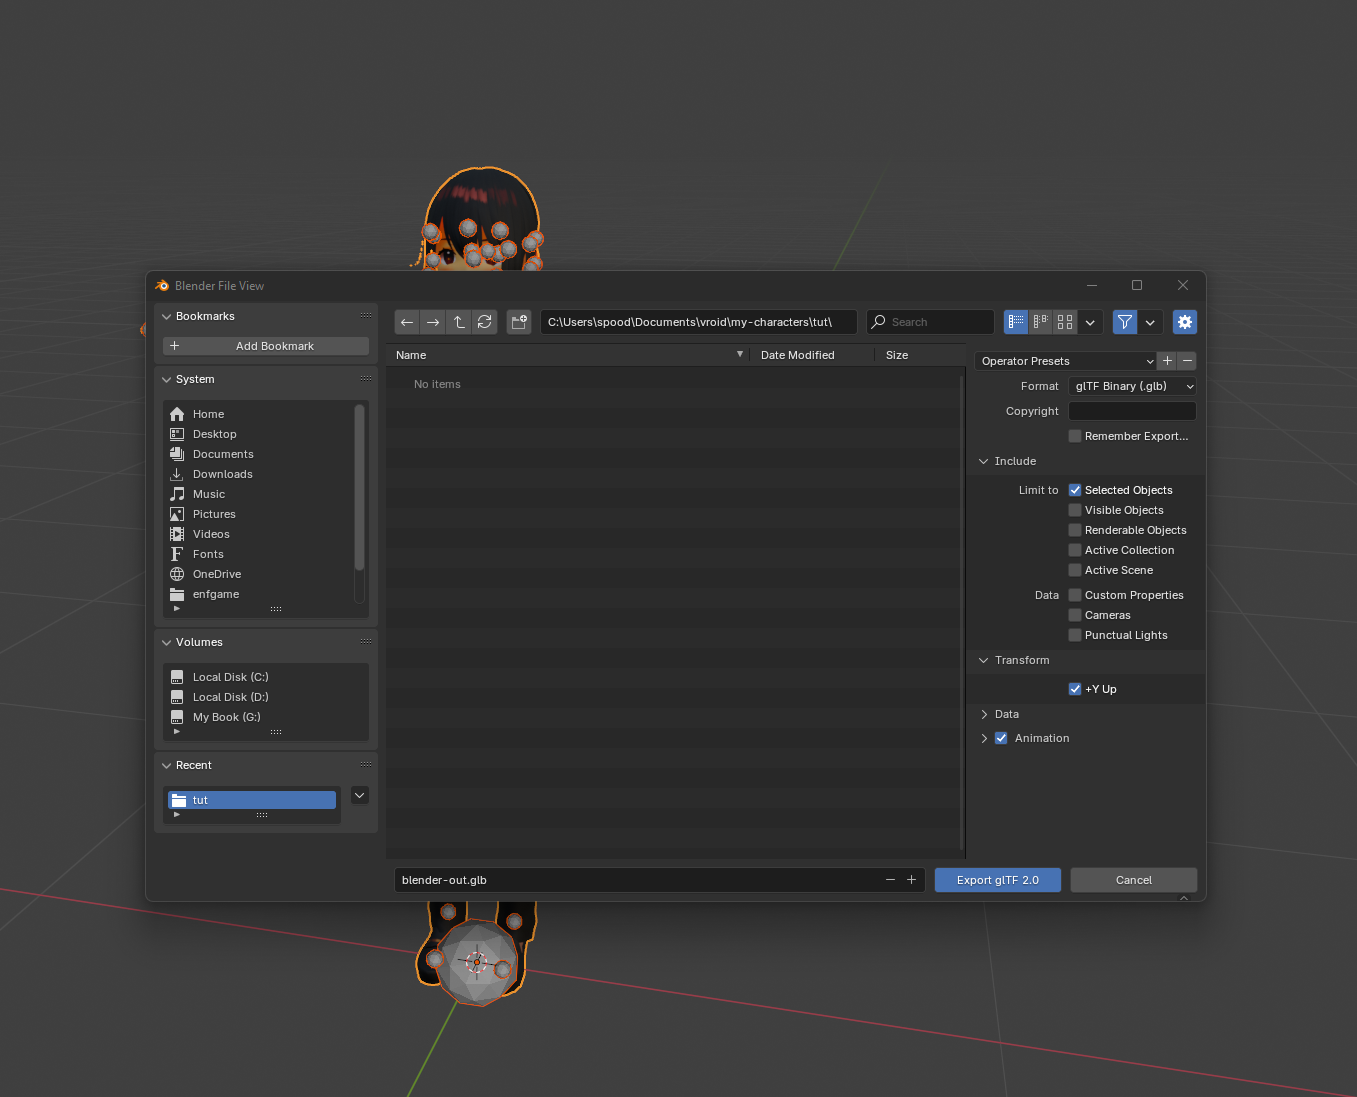 Blender File View
Bookmarks
Add Bookmark
System
Home
Desktop
Documents
Downloads
Music
Pictures
Videos
Fonts
OneDrive
enfgame
Volumes
Local Disk (C:)
Local Disk (D:)
My Book (G:)
Recent
tut
C:\Users\spood\Documents\vroid\my-characters\tut\
Search
Name
Date Modified
Size
No items
Operator Presets
Format
glTF Binary (.glb)
Copyright
Remember Export...
Include
Limit to
Selected Objects
Visible Objects
Renderable Objects
Active Collection
Active Scene
Data
Custom Properties
Cameras
Punctual Lights
Transform
+Y Up
Data
Animation
blender-out.glb
Export glTF 2.0
Cancel